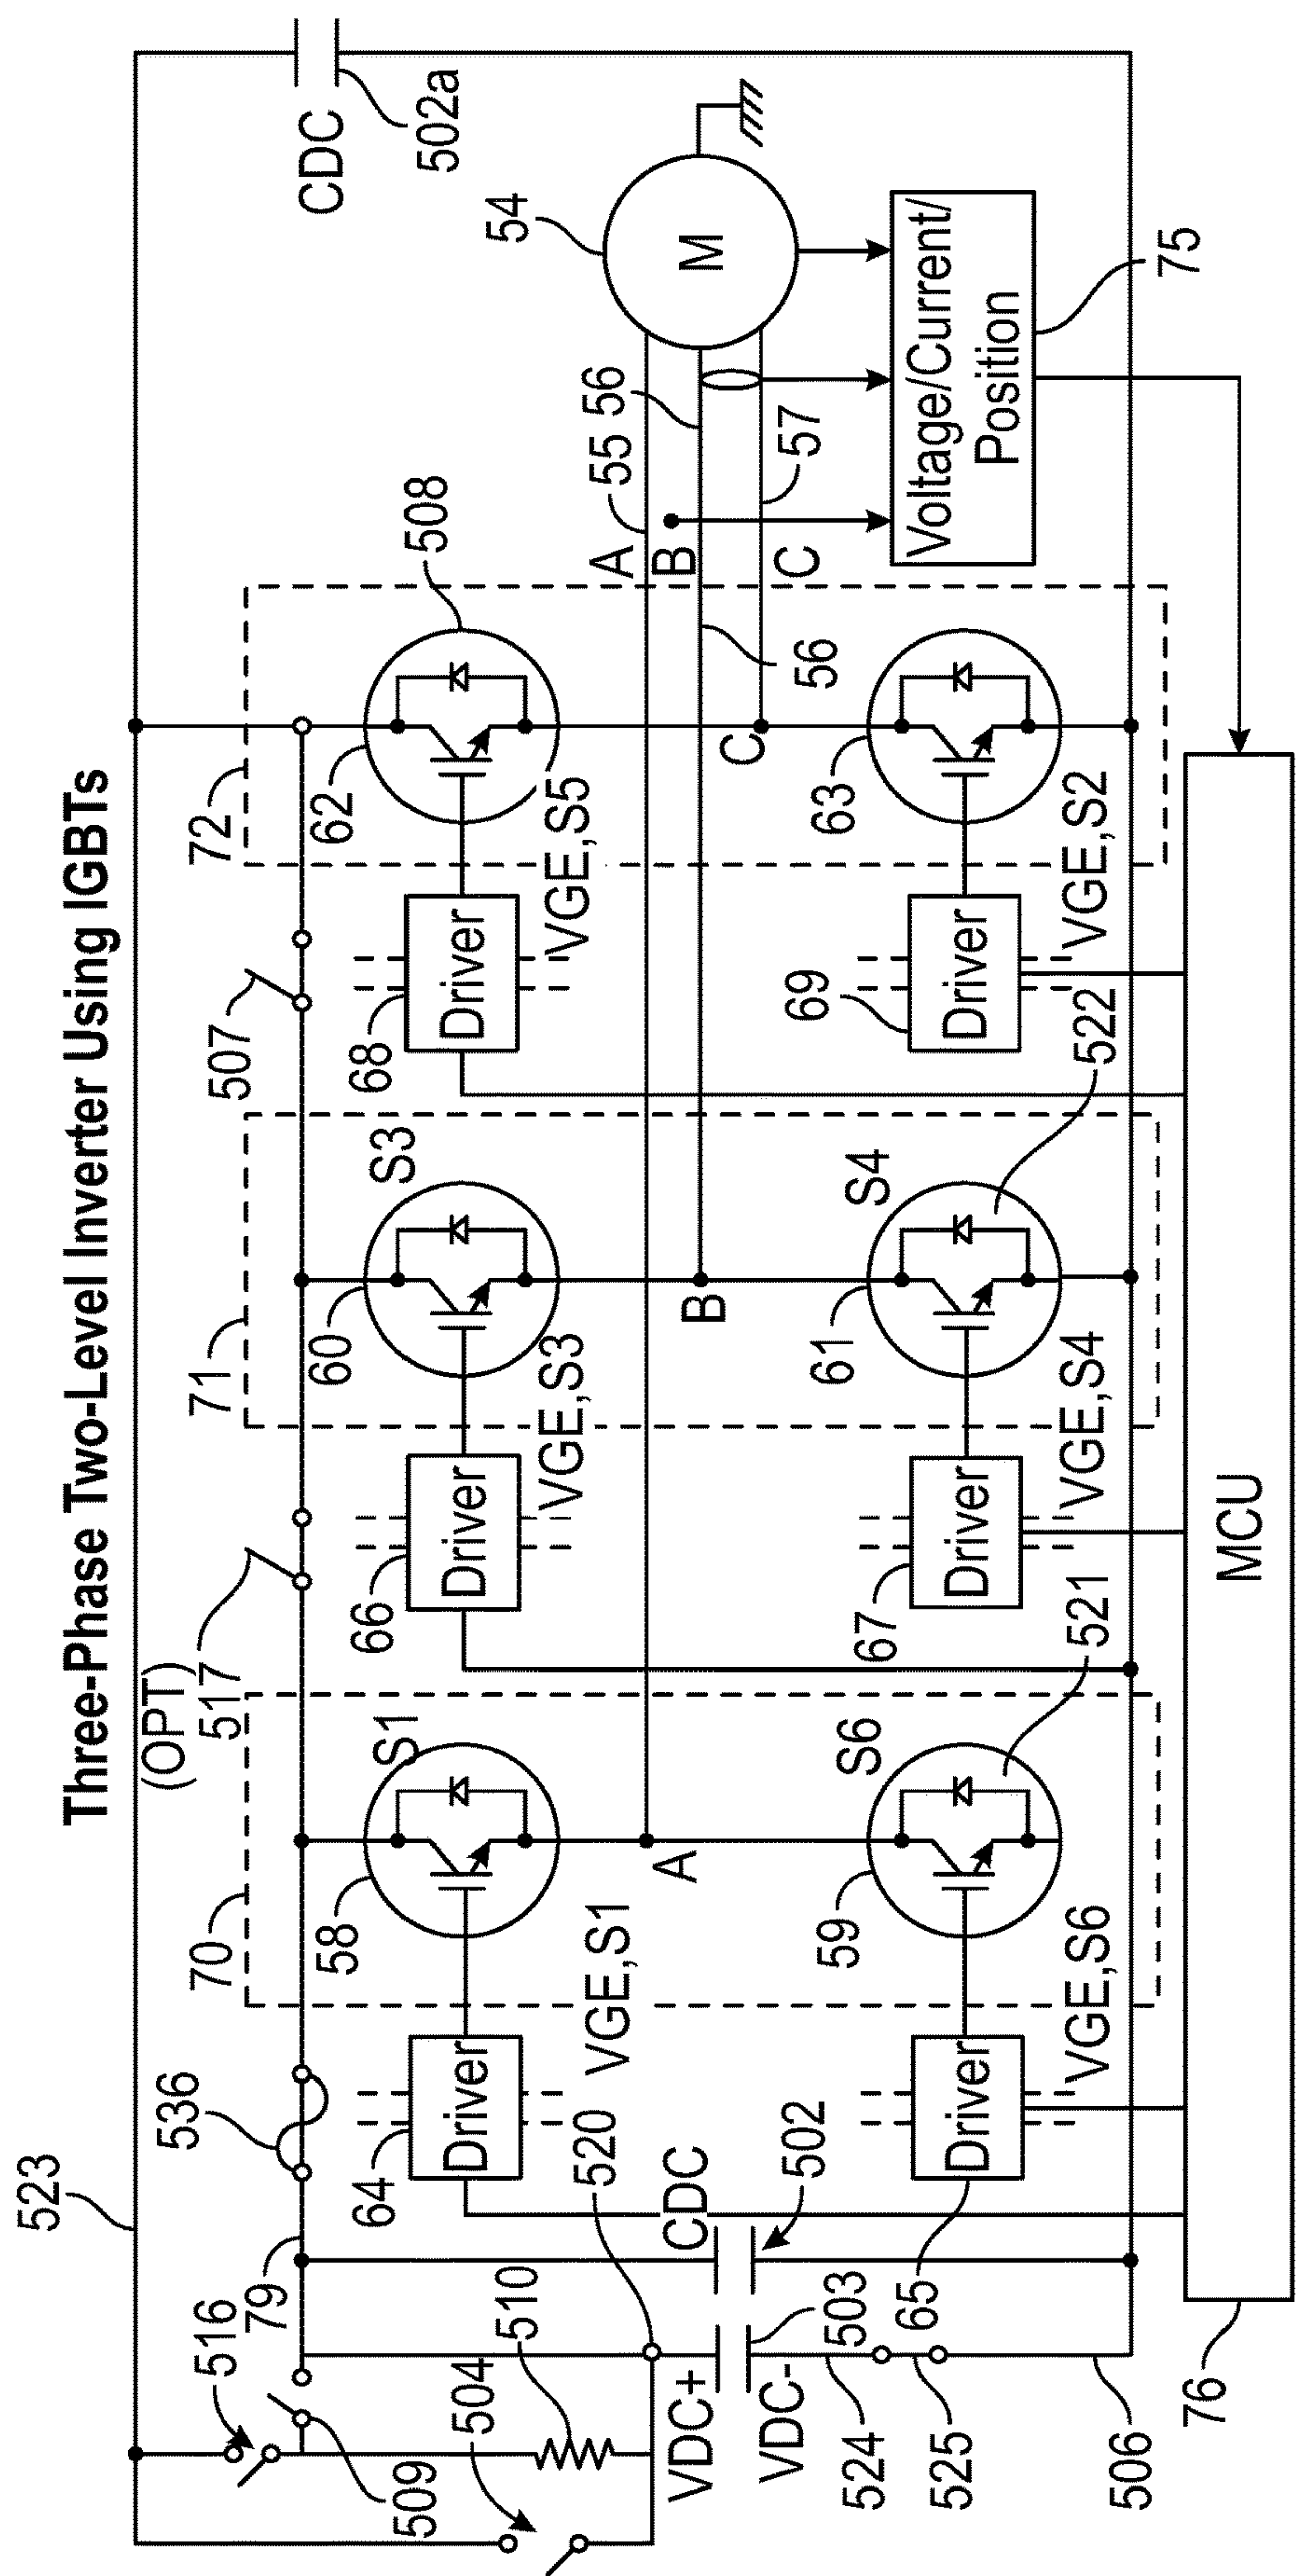 Three-Phase Two-Level Inverter Using IGBTs
523
516
79
536
70
(OPT)
517
71
507
72
CDC
502a
509
504
510
520
64
Driver
VGE,S1
58
S1
66
Driver
VGE,S3
60
S3
68
Driver
VGE,S5
62
508
VDC+
VDC-
CDC
502
503
A
B
C
A
B
C
55
56
56
57
54
M
524
525
506
65
Driver
VGE,S6
59
S6
521
67
Driver
VGE,S4
61
S4
522
69
Driver
VGE,S2
63
Voltage/Current/
Position
75
76
MCU